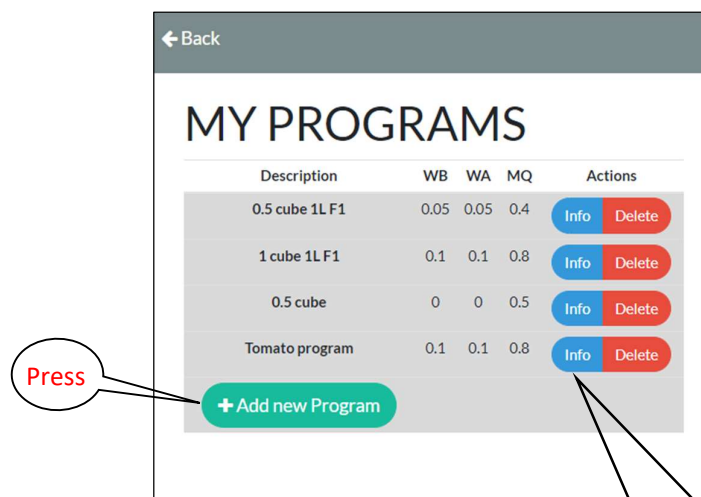 Back
MY PROGRAMS
Description WB WA MQ Actions
0.5 cube 1L F1 0.05 0.05 0.4 Info Delete
1 cube 1L F1 0.1 0.1 0.8 Info Delete
0.5 cube 0 0 0.5 Info Delete
Tomato program 0.1 0.1 0.8 Info Delete
Press
+ Add new Program